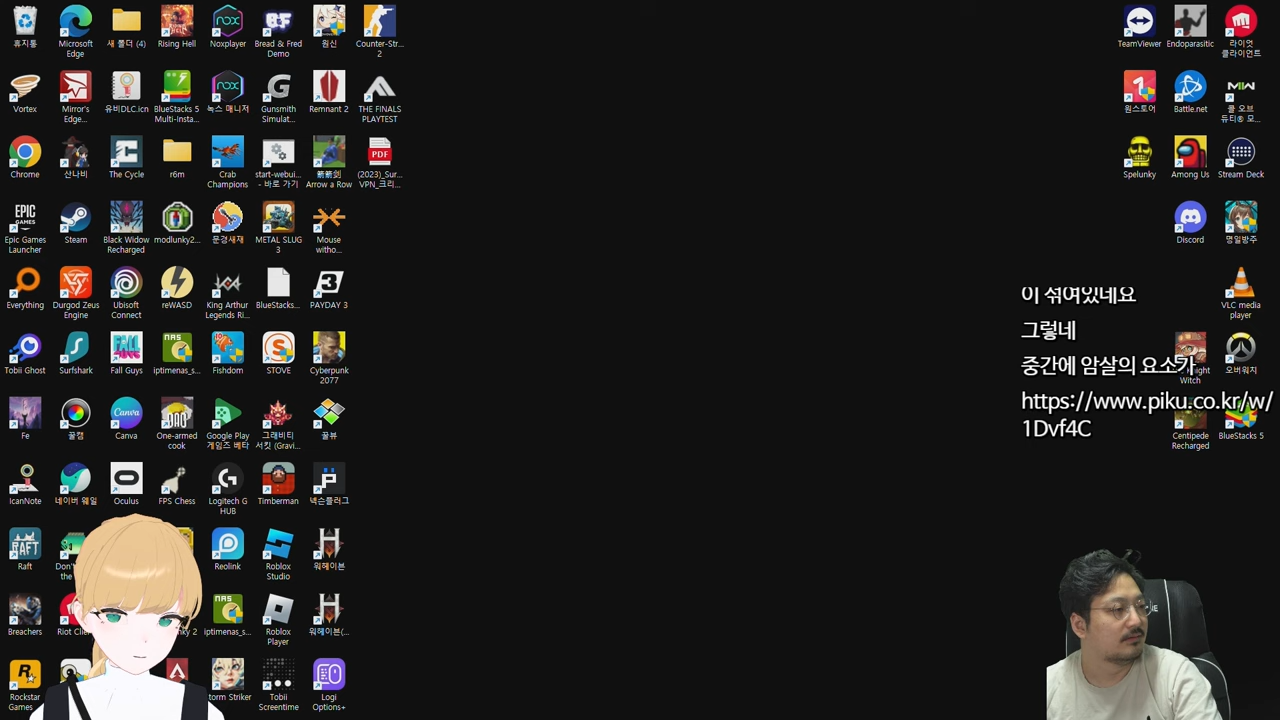 휴지통
Microsoft
Edge
새 폴더 (4)
Rising Hell
Noxplayer
Bread & Fred
Demo
원신
Counter-Str...
2
TeamViewer
Endoparasitic
라이엇
클라이언트
Vortex
Mirror's
Edge...
유비DLC.icn
BlueStacks 5
Multi-insta...
녹스 매니저
Gunsmith
Simulat...
Remnant 2
THE FINALS
PLAYTEST
원스토어
Battle.net
콜 오브
듀티® 모...
Chrome
산나비
The Cycle
r6m
Crab
Champions
start-webui...
- 바로 가기
箭箭剑
Arrow a Row
PDF
(2023)_Sur...
VPN_크리...
Spelunky
Among Us
Stream Deck
EPIC
GAMES
Epic Games
Launcher
Steam
Black Widow
Recharged
modlunky2...
문경새재
METAL SLUG
3
Mouse
witho...
Discord
명일방주
Everything
Durgod Zeus
Engine
Ubisoft
Connect
reWASD
King Arthur
Legends Ri...
BlueStacks...
PAYDAY 3
VLC media
player
이 섞여있네요
그렇네
중간에 암살의 요소가
https://www.piku.co.kr/w/
1Dvf4C
Tobii Ghost
Surfshark
Fall Guys
iptimenas_s...
Fishdom
STOVE
Cyberpunk
2077
Witch
오버워치
Fe
꿀캠
Canva
One-armed
cook
Google Play
게임즈 베타
그래비티
서킷 (Gravi...
꿀뷰
Centipede
Recharged
BlueStacks 5
IcanNote
네이버 웨일
Oculus
FPS Chess
Logitech G
HUB
Timberman
넥슨플러그
Raft
Don't
the
Reolink
Roblox
Studio
워헤이븐
Breachers
Riot Clie
iptimenas_s...
Roblox
Player
워헤이븐(...
Rockstar
Games
torm Striker
Tobii
Screentime
Logi
Options+